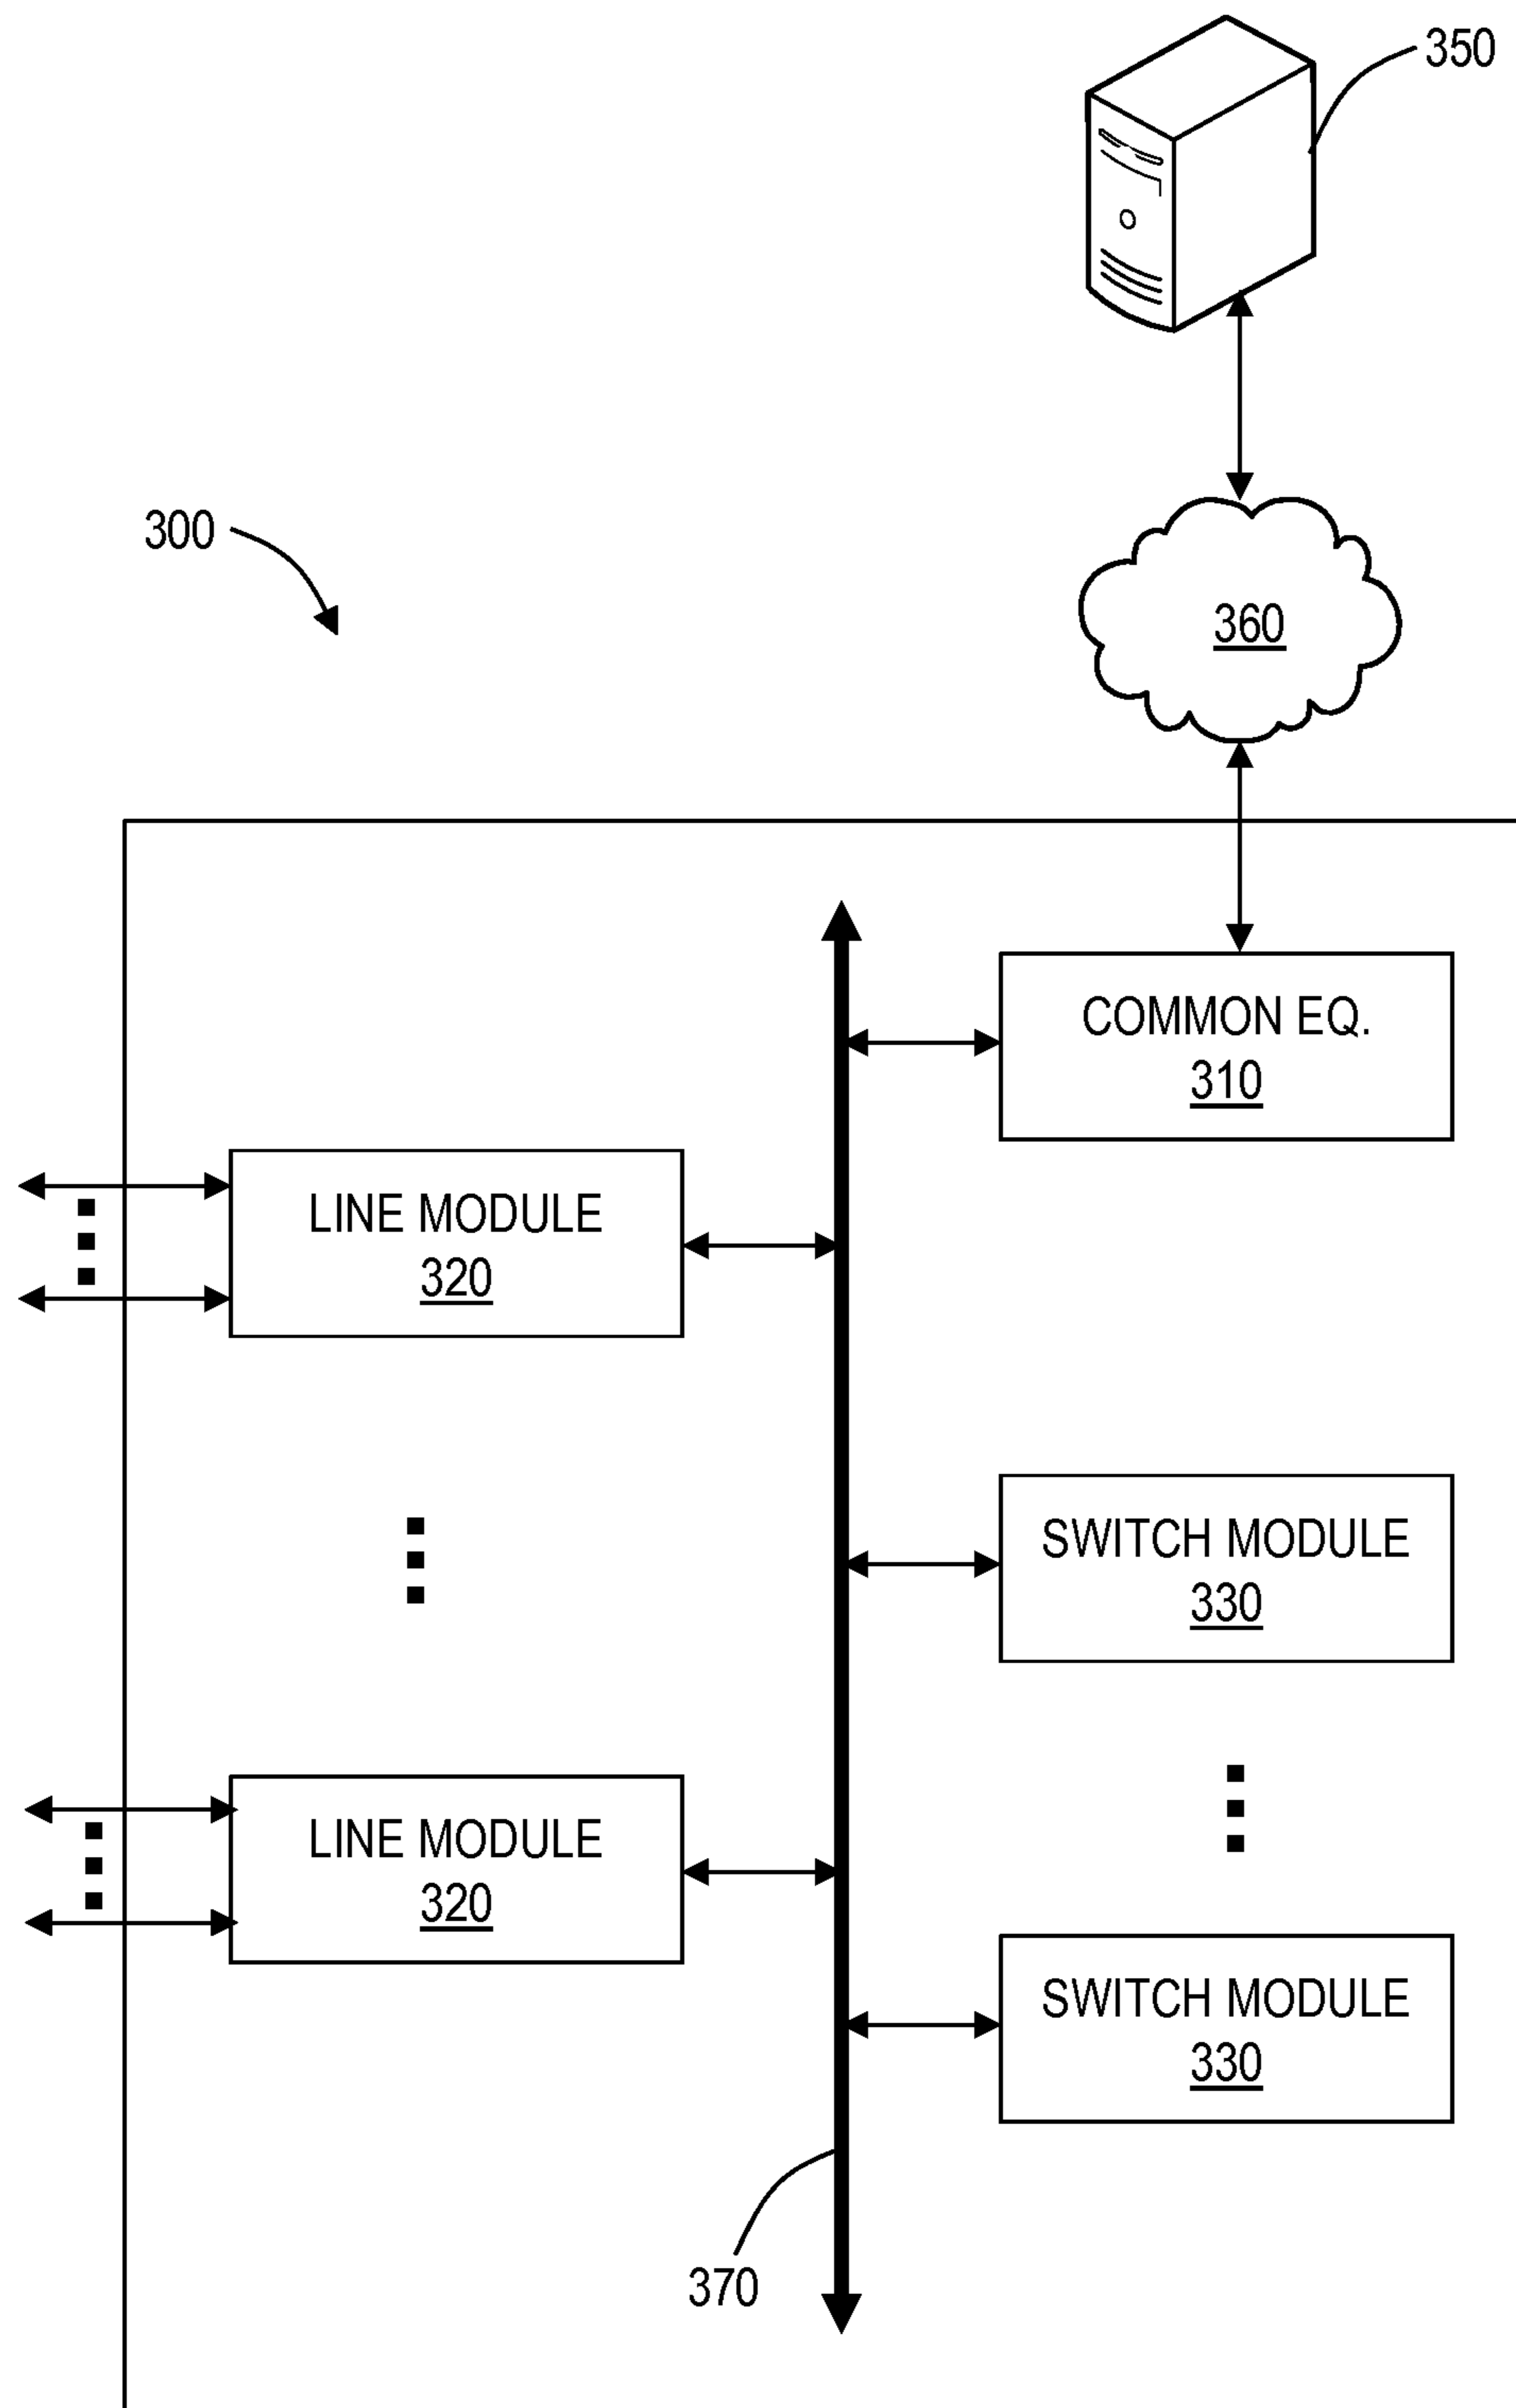 350
300
360
COMMON EQ.
310
LINE MODULE
320
SWITCH MODULE
330
LINE MODULE
320
SWITCH MODULE
330
370